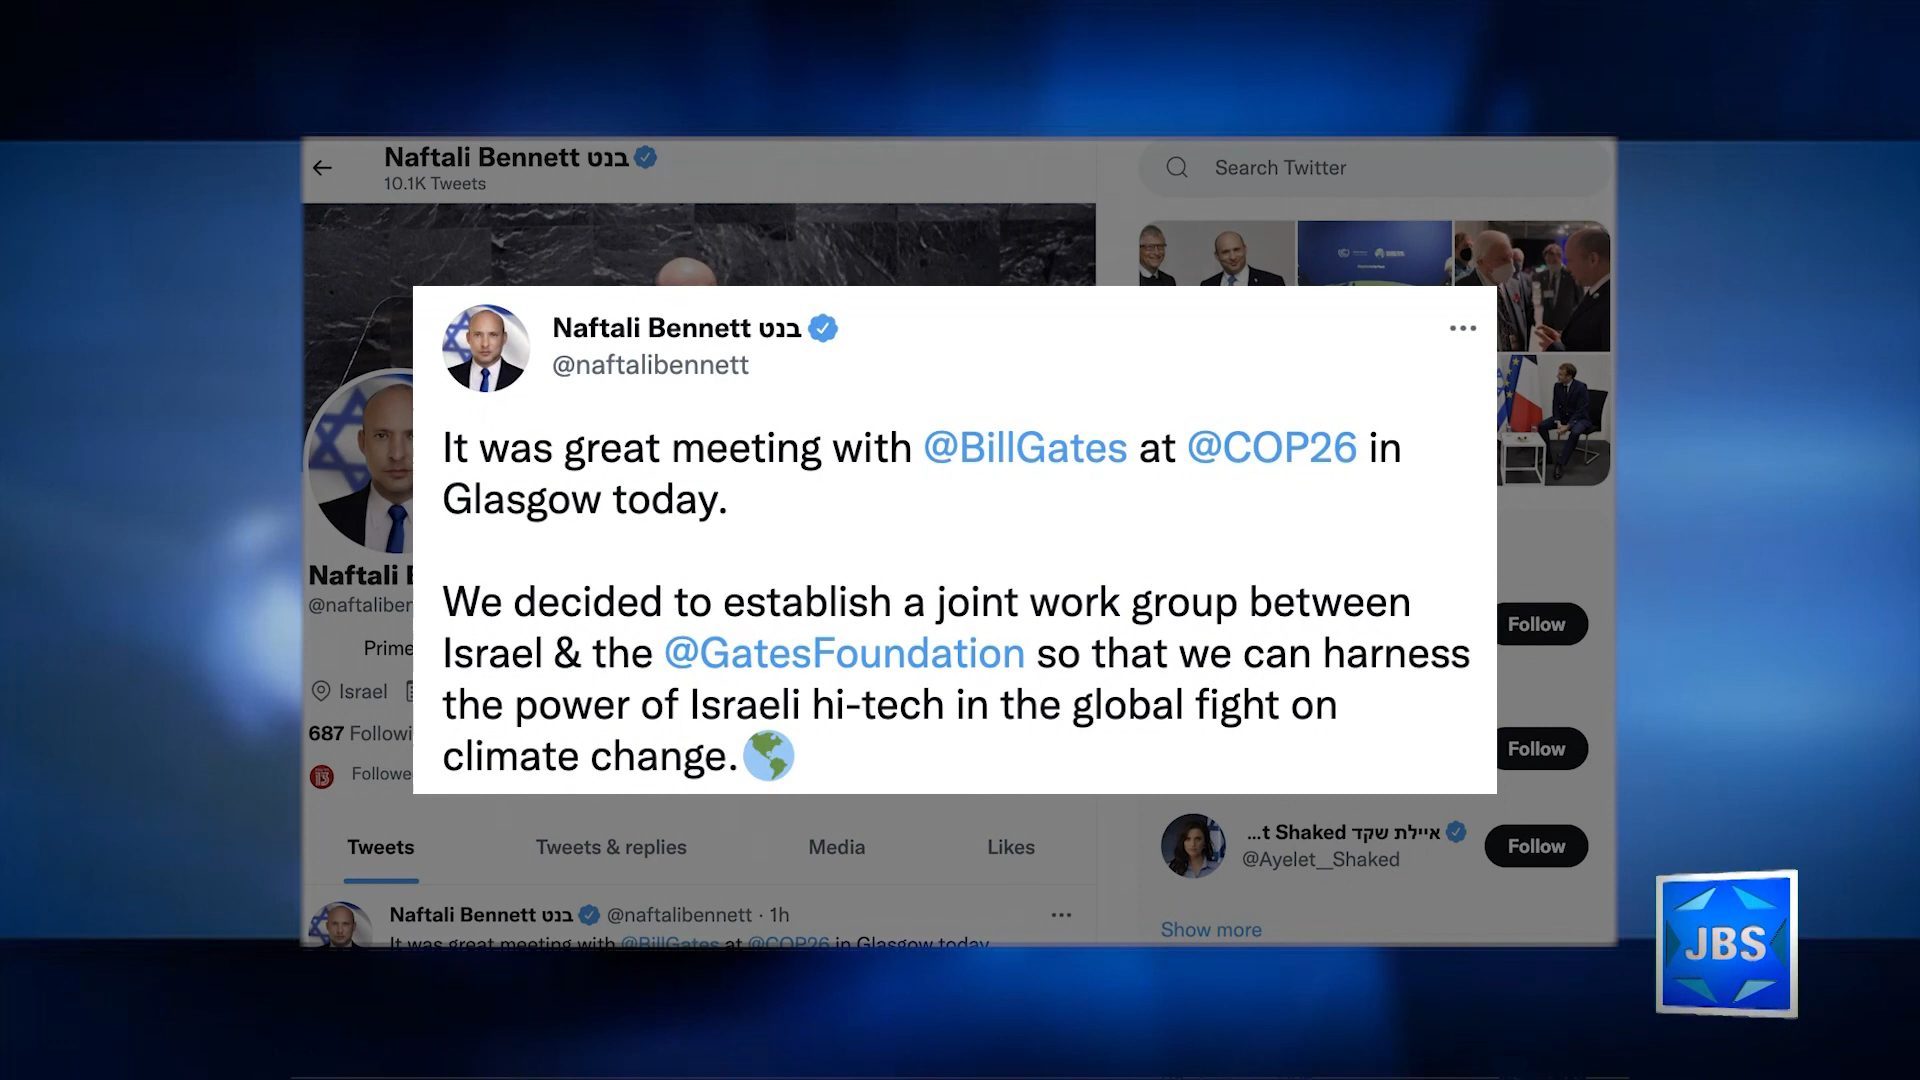 Naftali Bennett בנט
10.1K Tweets
Search Twitter
Naftali Bennett בנט
@naftalibennett
It was great meeting with @BillGates at @COP26 in
Glasgow today.
We decided to establish a joint work group between
Israel & the @GatesFoundation so that we can harness
the power of Israeli hi-tech in the global fight on
climate change.
Naftali
@naftaliben
Prime
Israel
687 Followi
Followe
Follow
Follow
Tweets
Tweets & replies
Media
Likes
...t Shaked איילת שקד
@Ayelet__Shaked
Follow
Naftali Bennett בנט @naftalibennett · 1h
It was great meeting with @BillGates at @COP26 in Glasgow today
Show more
JBS